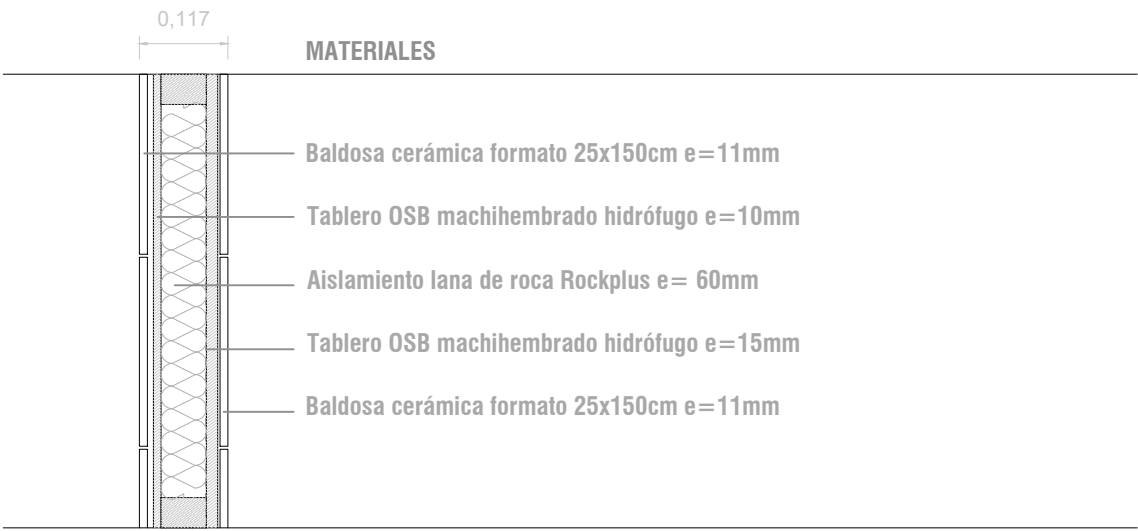 0,117
MATERIALES
Baldosa cerámica formato 25x150cm e=11mm
Tablero OSB machihembrado hidrófugo e=10mm
Aislamiento lana de roca Rockplus e= 60mm
Tablero OSB machihembrado hidrófugo e=15mm
Baldosa cerámica formato 25x150cm e=11mm